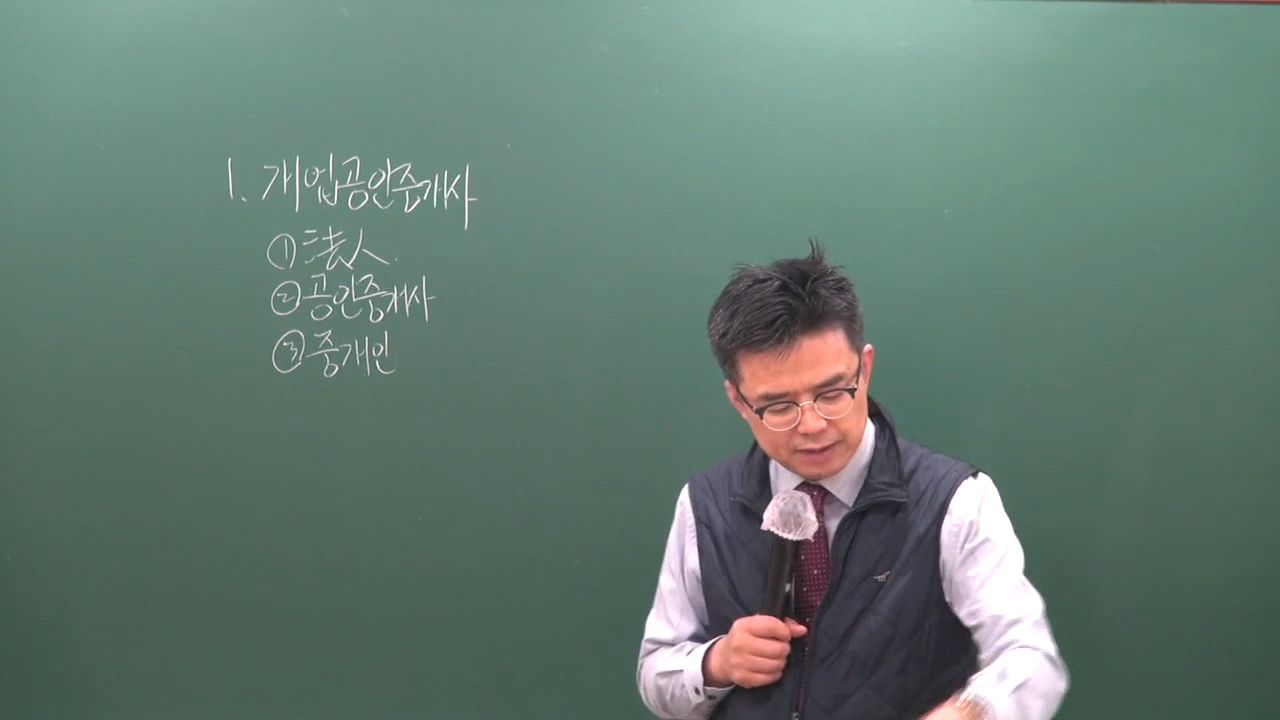 1. 개업공인중개사
① 法人.
② 공인중개사
③ 중개인